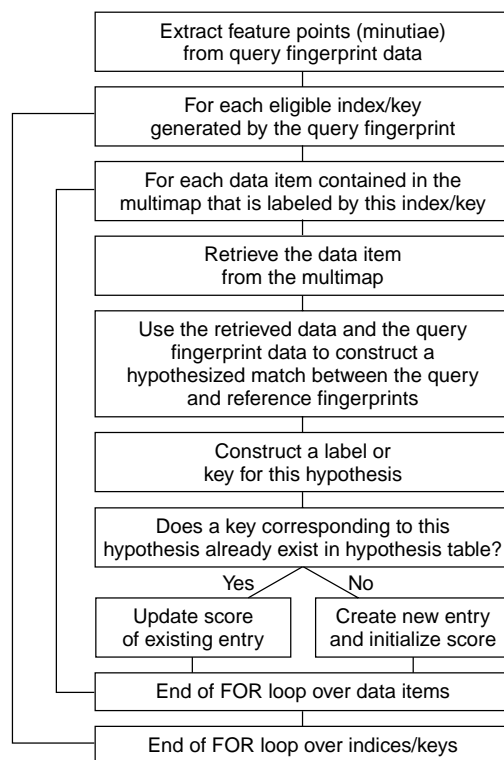 Extract feature points (minutiae)
from query fingerprint data
For each eligible index/key
generated by the query fingerprint
For each data item contained in the
multimap that is labeled by this index/key
Retrieve the data item
from the multimap
Use the retrieved data and the query
fingerprint data to construct a
hypothesized match between the query
and reference fingerprints
Construct a label or
key for this hypothesis
Does a key corresponding to this
hypothesis already exist in hypothesis table?
Yes
No
Update score
of existing entry
Create new entry
and initialize score
End of FOR loop over data items
End of FOR loop over indices/keys